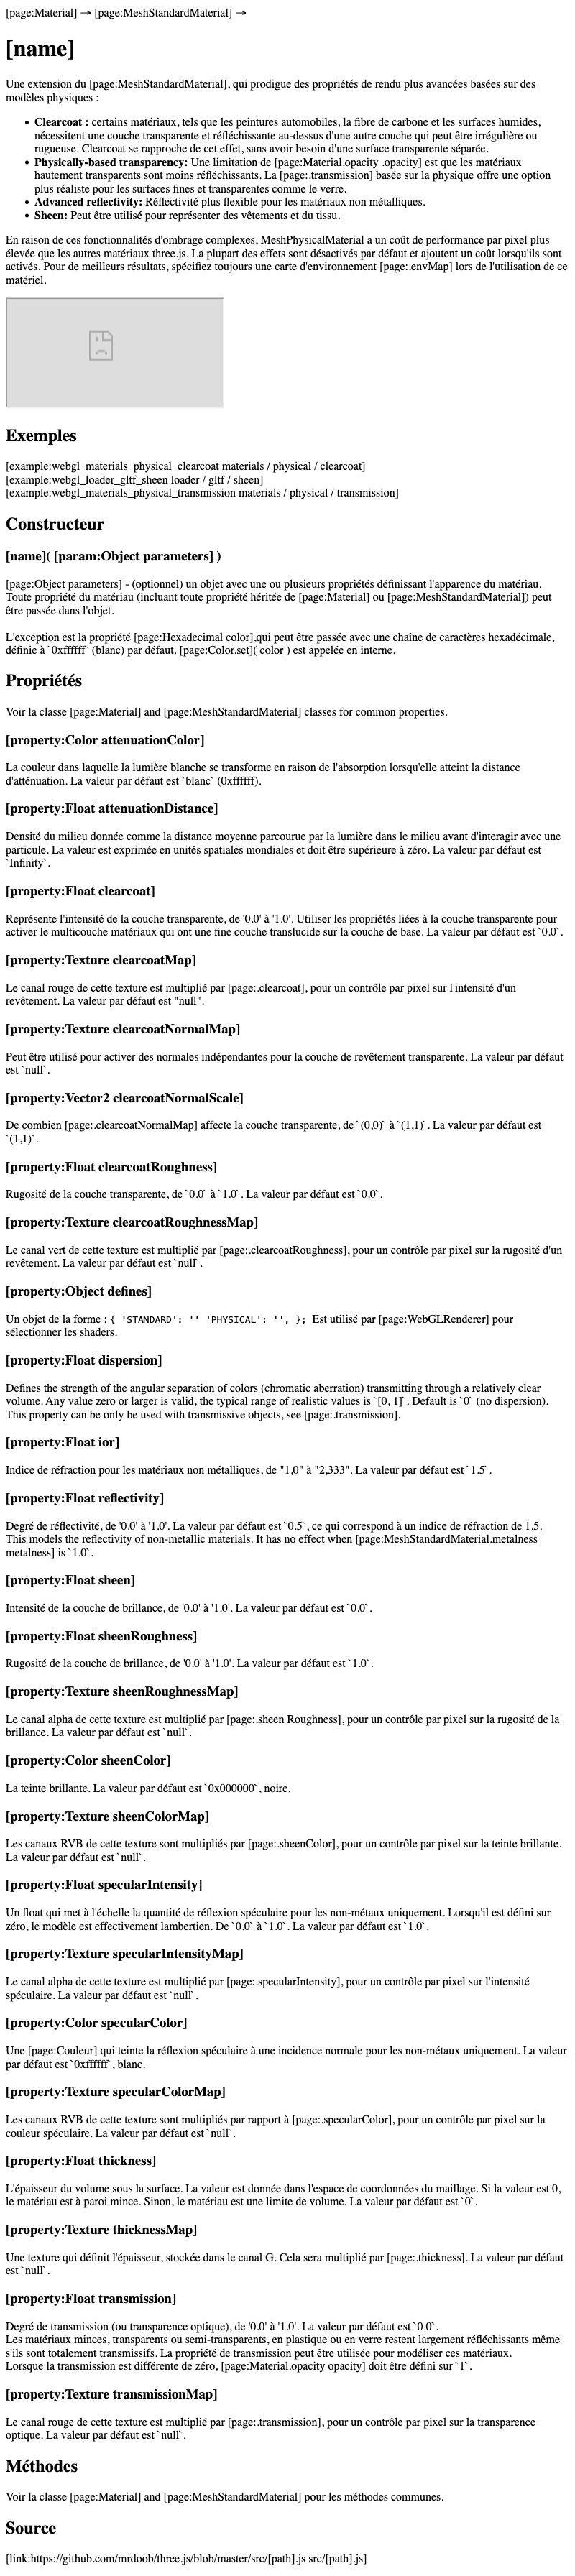 [page:Material] → [page:MeshStandardMaterial] →
[name]
Une extension du [page:MeshStandardMaterial], qui prodigue des propriétés de rendu plus avancées basées sur des
modèles physiques :
• Clearcoat : certains matériaux, tels que les peintures automobiles, la fibre de carbone et les surfaces humides,
nécessitent une couche transparente et réfléchissante au-dessus d'une autre couche qui peut être irrégulière ou
rugueuse. Clearcoat se rapproche de cet effet, sans avoir besoin d'une surface transparente séparée.
• Physically-based transparency: Une limitation de [page:Material.opacity .opacity] est que les matériaux
hautement transparents sont moins réfléchissants. La [page:.transmission] basée sur la physique offre une option
plus réaliste pour les surfaces fines et transparentes comme le verre.
• Advanced reflectivity: Réflectivité plus flexible pour les matériaux non métalliques.
• Sheen: Peut être utilisé pour représenter des vêtements et du tissu.
En raison de ces fonctionnalités d'ombrage complexes, MeshPhysicalMaterial a un coût de performance par pixel plus
élevée que les autres matériaux three.js. La plupart des effets sont désactivés par défaut et ajoutent un coût lorsqu'ils sont
activés. Pour de meilleurs résultats, spécifiez toujours une carte d'environnement [page:.envMap] lors de l'utilisation de ce
matériel.
Exemples
[example:webgl_materials_physical_clearcoat materials / physical / clearcoat]
[example:webgl_loader_gltf_sheen loader / gltf / sheen]
[example:webgl_materials_physical_transmission materials / physical / transmission]
Constructeur
[name]( [param:Object parameters] )
[page:Object parameters] - (optionnel) un objet avec une ou plusieurs propriétés définissant l'apparence du matériau.
Toute propriété du matériau (incluant toute propriété héritée de [page:Material] ou [page:MeshStandardMaterial]) peut
être passée dans l'objet.
L'exception est la propriété [page:Hexadecimal color],qui peut être passée avec une chaîne de caractères hexadécimale,
définie à `0xffffff` (blanc) par défaut. [page:Color.set]( color ) est appelée en interne.
Propriétés
Voir la classe [page:Material] and [page:MeshStandardMaterial] classes for common properties.
[property:Color attenuationColor]
La couleur dans laquelle la lumière blanche se transforme en raison de l'absorption lorsqu'elle atteint la distance
d'atténuation. La valeur par défaut est `blanc` (0xffffff).
[property:Float attenuationDistance]
Densité du milieu donnée comme la distance moyenne parcourue par la lumière dans le milieu avant d'interagir avec une
particule. La valeur est exprimée en unités spatiales mondiales et doit être supérieure à zéro. La valeur par défaut est
`Infinity`.
[property:Float clearcoat]
Représente l'intensité de la couche transparente, de '0.0' à '1.0'. Utiliser les propriétés liées à la couche transparente pour
activer le multicouche matériaux qui ont une fine couche translucide sur la couche de base. La valeur par défaut est `0.0`.
[property:Texture clearcoatMap]
Le canal rouge de cette texture est multiplié par [page:.clearcoat], pour un contrôle par pixel sur l'intensité d'un
revêtement. La valeur par défaut est "null".
[property:Texture clearcoatNormalMap]
Peut être utilisé pour activer des normales indépendantes pour la couche de revêtement transparente. La valeur par défaut
est `null`.
[property:Vector2 clearcoatNormalScale]
De combien [page:.clearcoatNormalMap] affecte la couche transparente, de `(0,0)` à `(1,1)`. La valeur par défaut est
`(1,1)`.
[property:Float clearcoatRoughness]
Rugosité de la couche transparente, de `0.0` à `1.0`. La valeur par défaut est `0.0`.
[property:Texture clearcoatRoughnessMap]
Le canal vert de cette texture est multiplié par [page:.clearcoatRoughness], pour un contrôle par pixel sur la rugosité d'un
revêtement. La valeur par défaut est `null`.
[property:Object defines]
Un objet de la forme : { 'STANDARD': '' 'PHYSICAL': '', }; Est utilisé par [page:WebGLRenderer] pour
sélectionner les shaders.
[property:Float dispersion]
Defines the strength of the angular separation of colors (chromatic aberration) transmitting through a relatively clear
volume. Any value zero or larger is valid, the typical range of realistic values is `[0, 1]`. Default is `0` (no dispersion).
This property can be only be used with transmissive objects, see [page:.transmission].
[property:Float ior]
Indice de réfraction pour les matériaux non métalliques, de "1,0" à "2,333". La valeur par défaut est `1.5`.
[property:Float reflectivity]
Degré de réflectivité, de '0.0' à '1.0'. La valeur par défaut est `0.5`, ce qui correspond à un indice de réfraction de 1,5.
This models the reflectivity of non-metallic materials. It has no effect when [page:MeshStandardMaterial.metalness
metalness] is `1.0`.
[property:Float sheen]
Intensité de la couche de brillance, de '0.0' à '1.0'. La valeur par défaut est `0.0`.
[property:Float sheenRoughness]
Rugosité de la couche de brillance, de '0.0' à '1.0'. La valeur par défaut est `1.0`.
[property:Texture sheenRoughnessMap]
Le canal alpha de cette texture est multiplié par [page:.sheen Roughness], pour un contrôle par pixel sur la rugosité de la
brillance. La valeur par défaut est `null`.
[property:Color sheenColor]
La teinte brillante. La valeur par défaut est `0x000000`, noire.
[property:Texture sheenColorMap]
Les canaux RVB de cette texture sont multipliés par [page:.sheenColor], pour un contrôle par pixel sur la teinte brillante.
La valeur par défaut est `null`.
[property:Float specularIntensity]
Un float qui met à l'échelle la quantité de réflexion spéculaire pour les non-métaux uniquement. Lorsqu'il est défini sur
zéro, le modèle est effectivement lambertien. De `0.0` à `1.0`. La valeur par défaut est `1.0`.
[property:Texture specularIntensityMap]
Le canal alpha de cette texture est multiplié par [page:.specularIntensity], pour un contrôle par pixel sur l'intensité
spéculaire. La valeur par défaut est `null`.
[property:Color specularColor]
Une [page:Couleur] qui teinte la réflexion spéculaire à une incidence normale pour les non-métaux uniquement. La valeur
par défaut est `0xffffff`, blanc.
[property:Texture specularColorMap]
Les canaux RVB de cette texture sont multipliés par rapport à [page:.specularColor], pour un contrôle par pixel sur la
couleur spéculaire. La valeur par défaut est `null`.
[property:Float thickness]
L'épaisseur du volume sous la surface. La valeur est donnée dans l'espace de coordonnées du maillage. Si la valeur est 0,
le matériau est à paroi mince. Sinon, le matériau est une limite de volume. La valeur par défaut est `0`.
[property:Texture thicknessMap]
Une texture qui définit l'épaisseur, stockée dans le canal G. Cela sera multiplié par [page:.thickness]. La valeur par défaut
est `null`.
[property:Float transmission]
Degré de transmission (ou transparence optique), de '0.0' à '1.0'. La valeur par défaut est `0.0`.
Les matériaux minces, transparents ou semi-transparents, en plastique ou en verre restent largement réfléchissants même
s'ils sont totalement transmissifs. La propriété de transmission peut être utilisée pour modéliser ces matériaux.
Lorsque la transmission est différente de zéro, [page:Material.opacity opacity] doit être défini sur `1`.
[property:Texture transmissionMap]
Le canal rouge de cette texture est multiplié par [page:.transmission], pour un contrôle par pixel sur la transparence
optique. La valeur par défaut est `null`.
Méthodes
Voir la classe [page:Material] and [page:MeshStandardMaterial] pour les méthodes communes.
Source
[link:https://github.com/mrdoob/three.js/blob/master/src/[path].js src/[path].js]